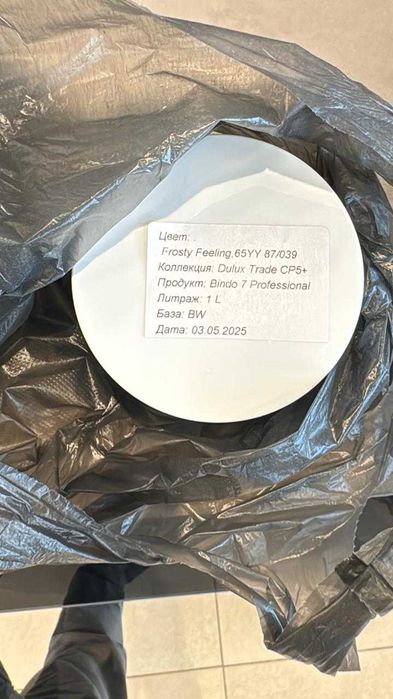 Цвет: .
Frosty Feeling,65YY 87/039
Коллекция: Dulux Trade CP5+
Продукт: Bindo 7 Professional
Литраж: 1 L
База: BW
Дата: 03.05.2025